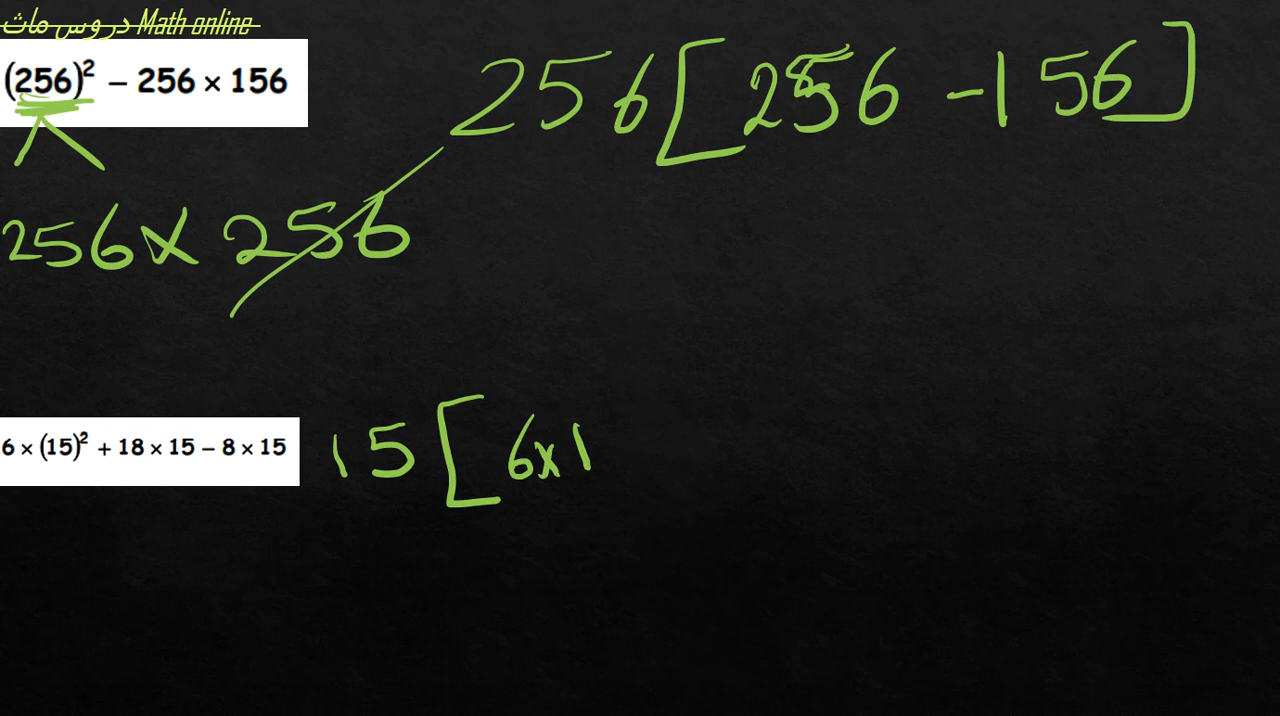 دروس ماث Math online
(256)² – 256 × 156
256[256 - 156]
256 × 256
6 × (15)² + 18 × 15 – 8 × 15
15[6×1